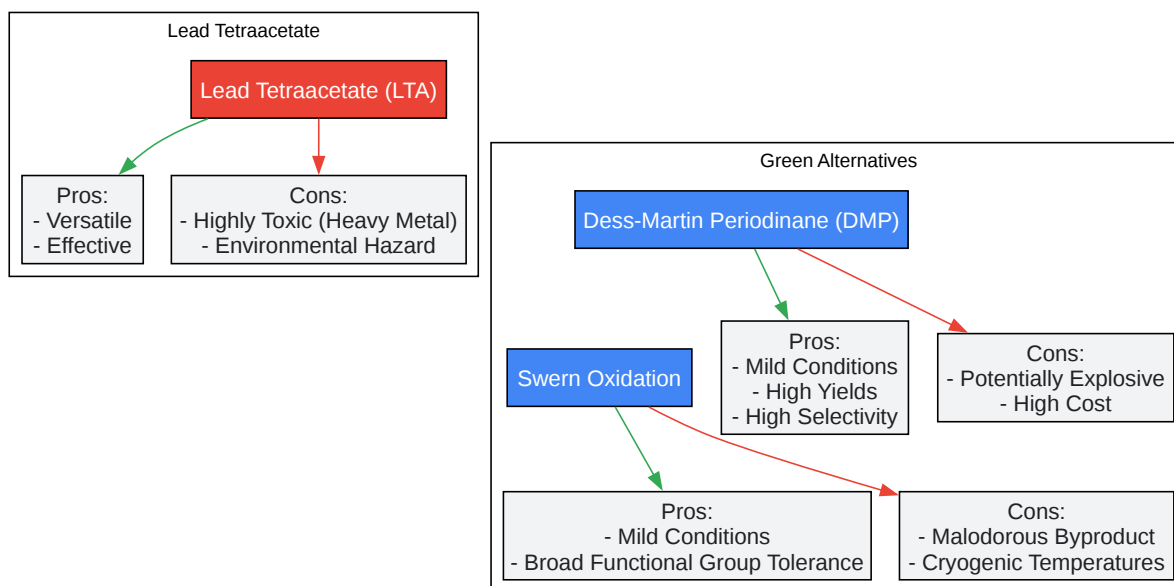 Lead Tetraacetate
Lead Tetraacetate (LTA)
Pros:
- Versatile
- Effective
Cons:
- Highly Toxic (Heavy Metal)
- Environmental Hazard
Green Alternatives
Dess-Martin Periodinane (DMP)
Pros:
- Mild Conditions
- High Yields
- High Selectivity
Cons:
- Potentially Explosive
- High Cost
Swern Oxidation
Pros:
- Mild Conditions
- Broad Functional Group Tolerance
Cons:
- Malodorous Byproduct
- Cryogenic Temperatures